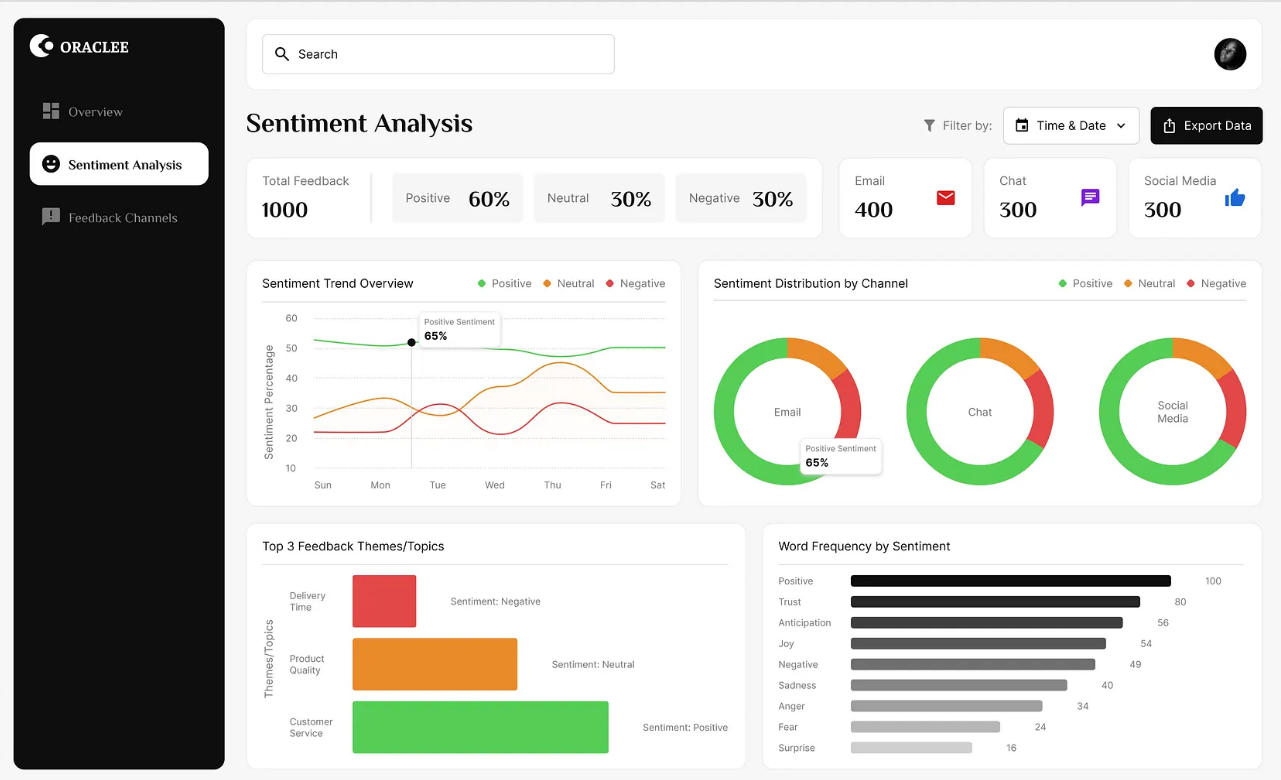 ORACLEE
Search
Overview
Sentiment Analysis
Feedback Channels
Sentiment Analysis
Filter by:
Time & Date
Export Data
Total Feedback
1000
Positive 60%
Neutral 30%
Negative 30%
Email
400
Chat
300
Social Media
300
Sentiment Trend Overview
Positive Neutral Negative
Sentiment Percentage
60
50
40
30
20
10
Positive Sentiment
65%
Sun Mon Tue Wed Thu Fri Sat
Sentiment Distribution by Channel
Positive Neutral Negative
Email
Positive Sentiment
65%
Chat
Social
Media
Top 3 Feedback Themes/Topics
Themes/Topics
Delivery
Time
Sentiment: Negative
Product
Quality
Sentiment: Neutral
Customer
Service
Sentiment: Positive
Word Frequency by Sentiment
Positive 100
Trust 80
Anticipation 56
Joy 54
Negative 49
Sadness 40
Anger 34
Fear 24
Surprise 16